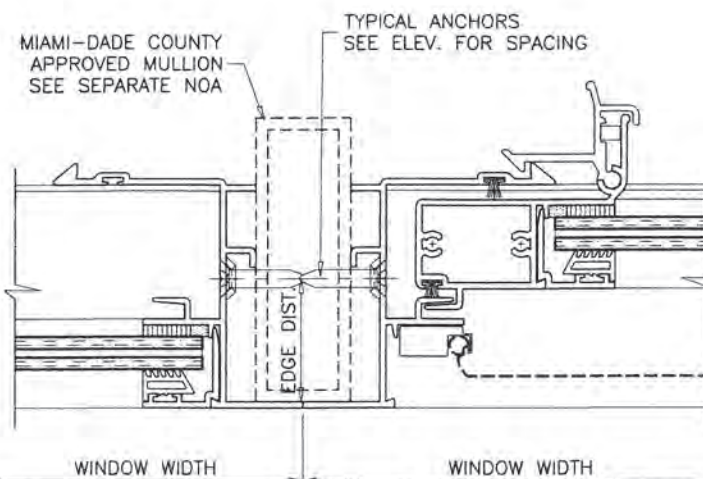 MIAMI-DADE COUNTY
APPROVED MULLION
SEE SEPARATE NOA
TYPICAL ANCHORS
SEE ELEV. FOR SPACING
EDGE DIST.
WINDOW WIDTH
WINDOW WIDTH